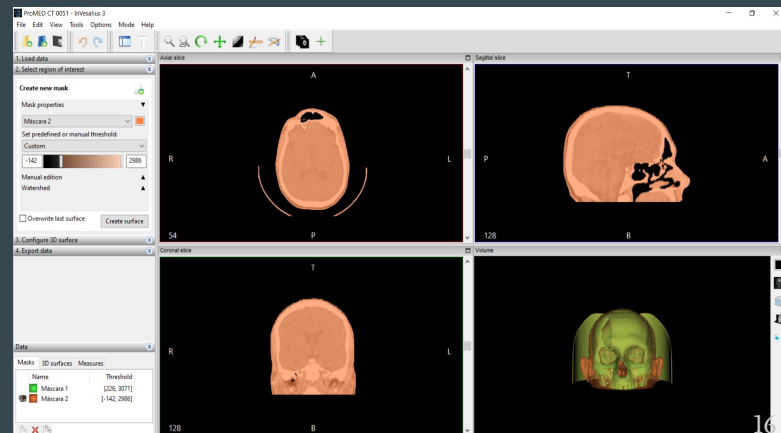 ProMED CT 0051 - InVesalius 3
File Edit View Tools Options Mode Help
1. Load data
2. Select region of interest
Create new mask
Mask properties
Máscara 2
Set predefined or manual threshold:
Custom
-142 2986
Manual edition
Watershed
Overwrite last surface Create surface
3. Configure 3D surface
4. Export data
Data
Masks 3D surfaces Measures
Name Threshold
Máscara 1 [226, 3071]
Máscara 2 [-142, 2986]
Axial slice
A
R L
54 P
Sagittal slice
T
P A
128 B
Coronal slice
T
R L
128 B
Volume
16